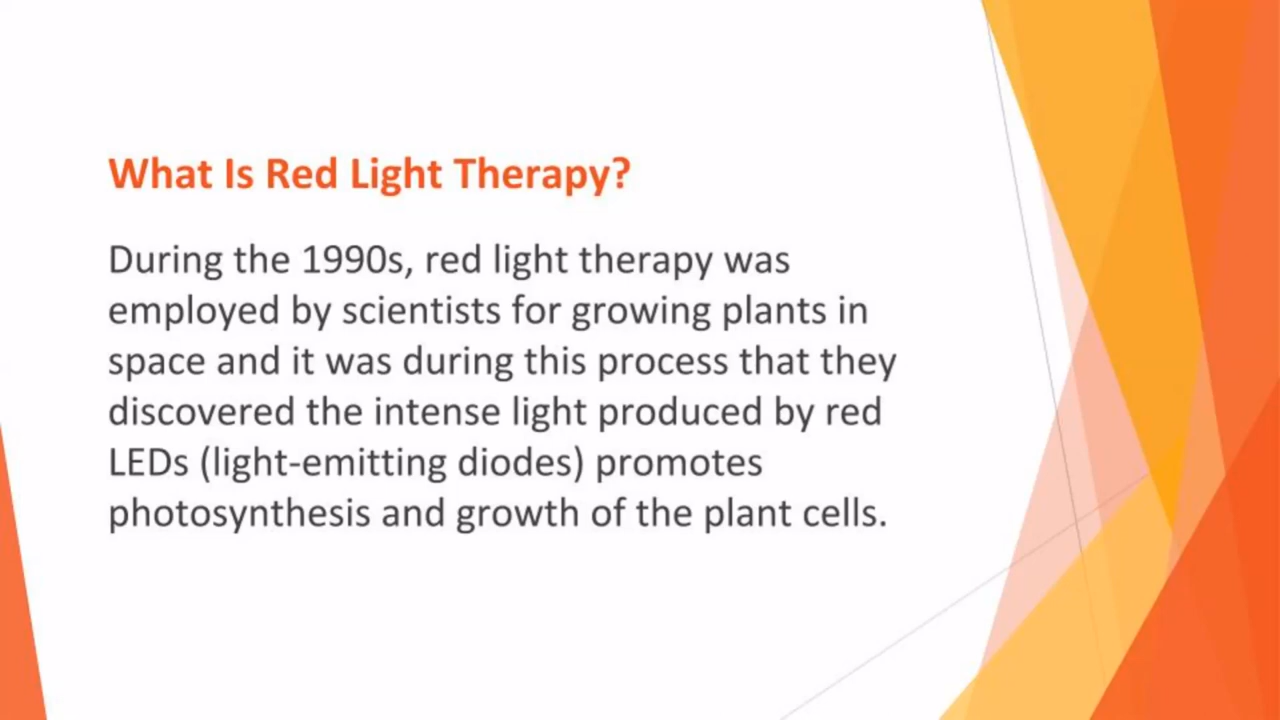 What Is Red Light Therapy?
During the 1990s, red light therapy was
employed by scientists for growing plants in
space and it was during this process that they
discovered the intense light produced by red
LEDs (light-emitting diodes) promotes
photosynthesis and growth of the plant cells.